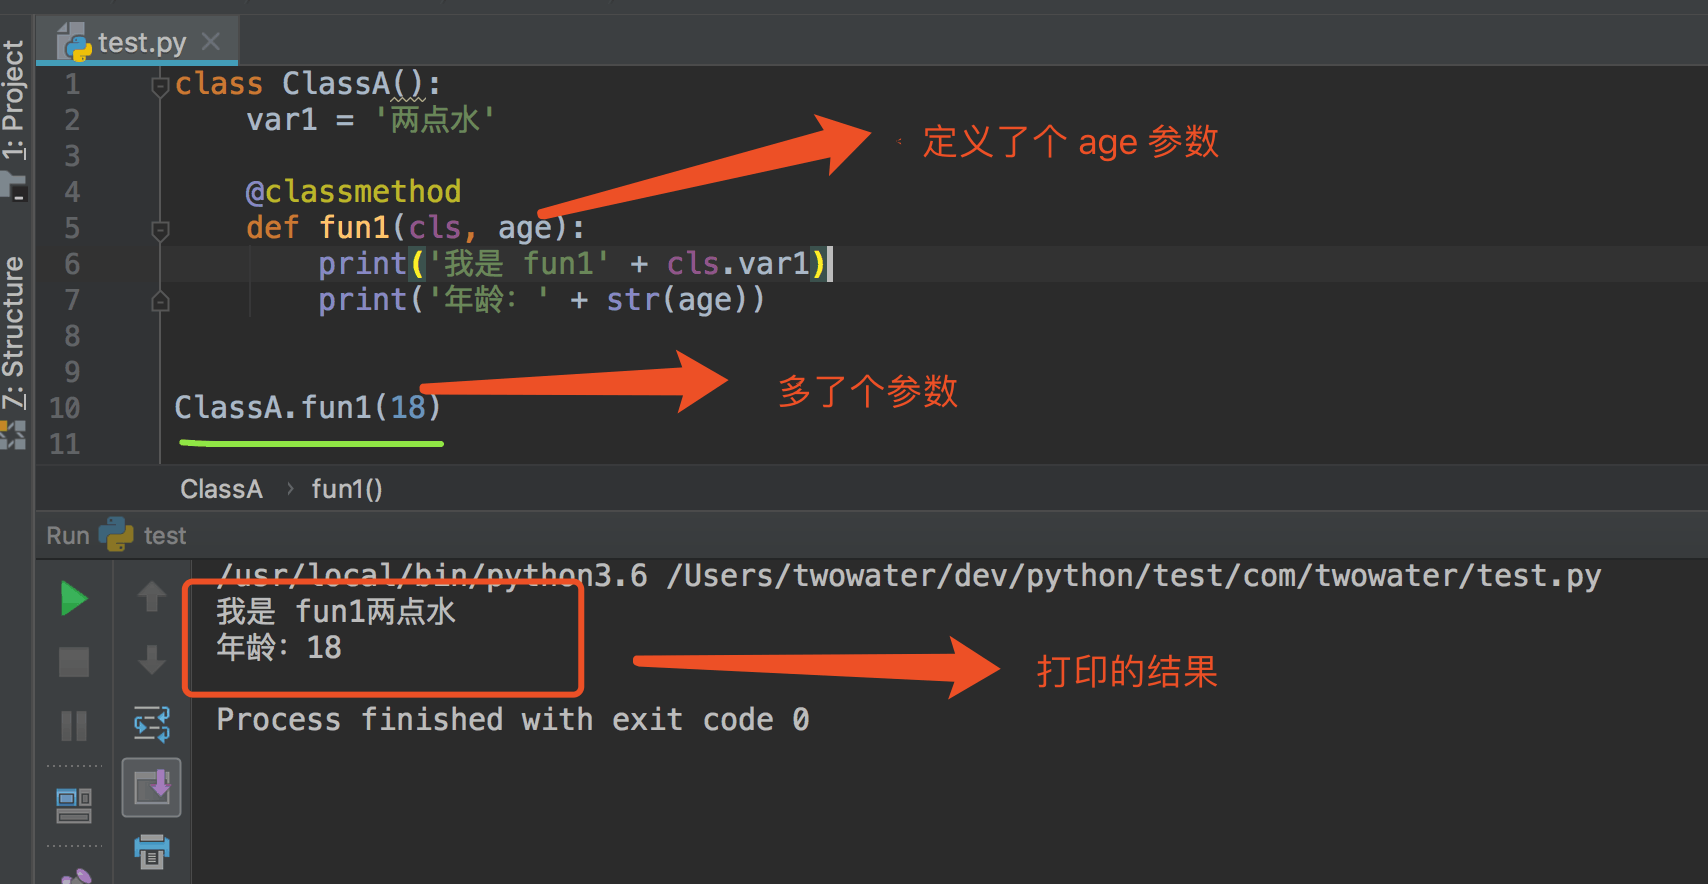 test.py
1: Project
7: Structure
1 class ClassA():
2 var1 = '两点水'
3
4 @classmethod
5 def fun1(cls, age):
6 print('我是 fun1' + cls.var1)
7 print('年龄：' + str(age))
8
9
10 ClassA.fun1(18)
11
定义了个 age 参数
多了个参数
ClassA › fun1()
Run test
/usr/local/bin/python3.6 /Users/twowater/dev/python/test/com/twowater/test.py
我是 fun1两点水
年龄：18
打印的结果
Process finished with exit code 0